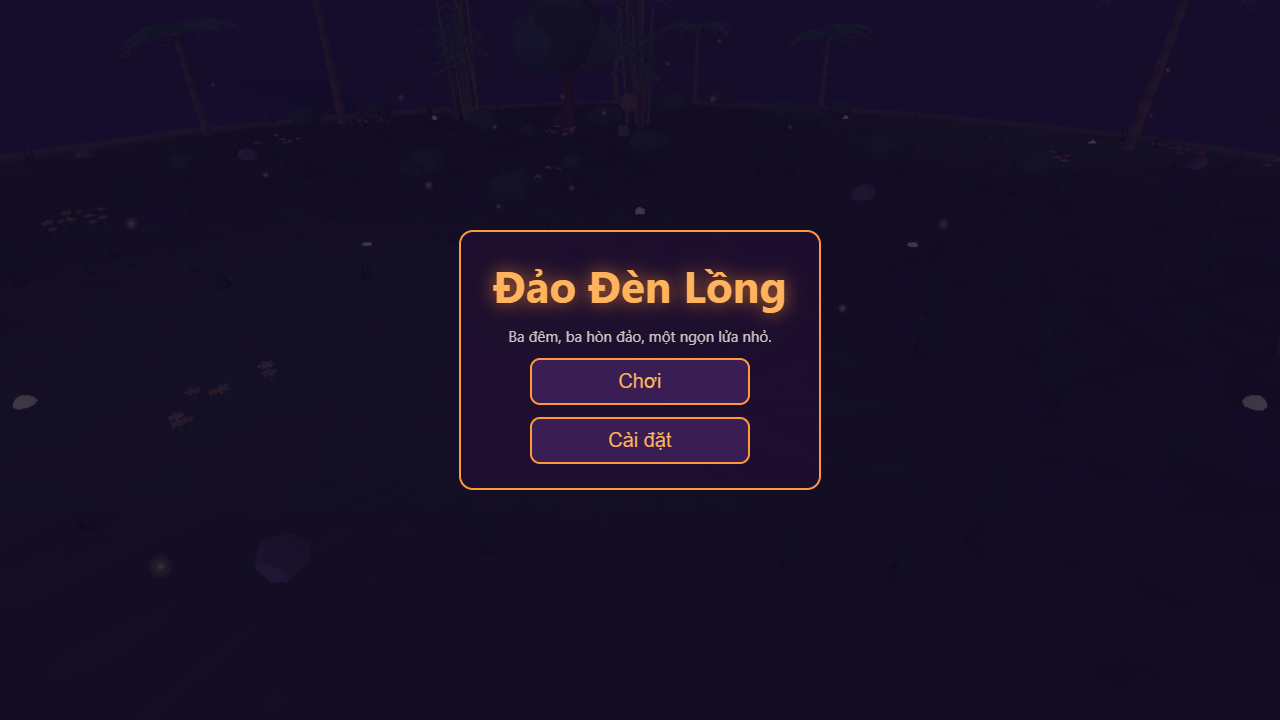 Đảo Đèn Lồng
Ba đêm, ba hòn đảo, một ngọn lửa nhỏ.
Chơi
Cài đặt